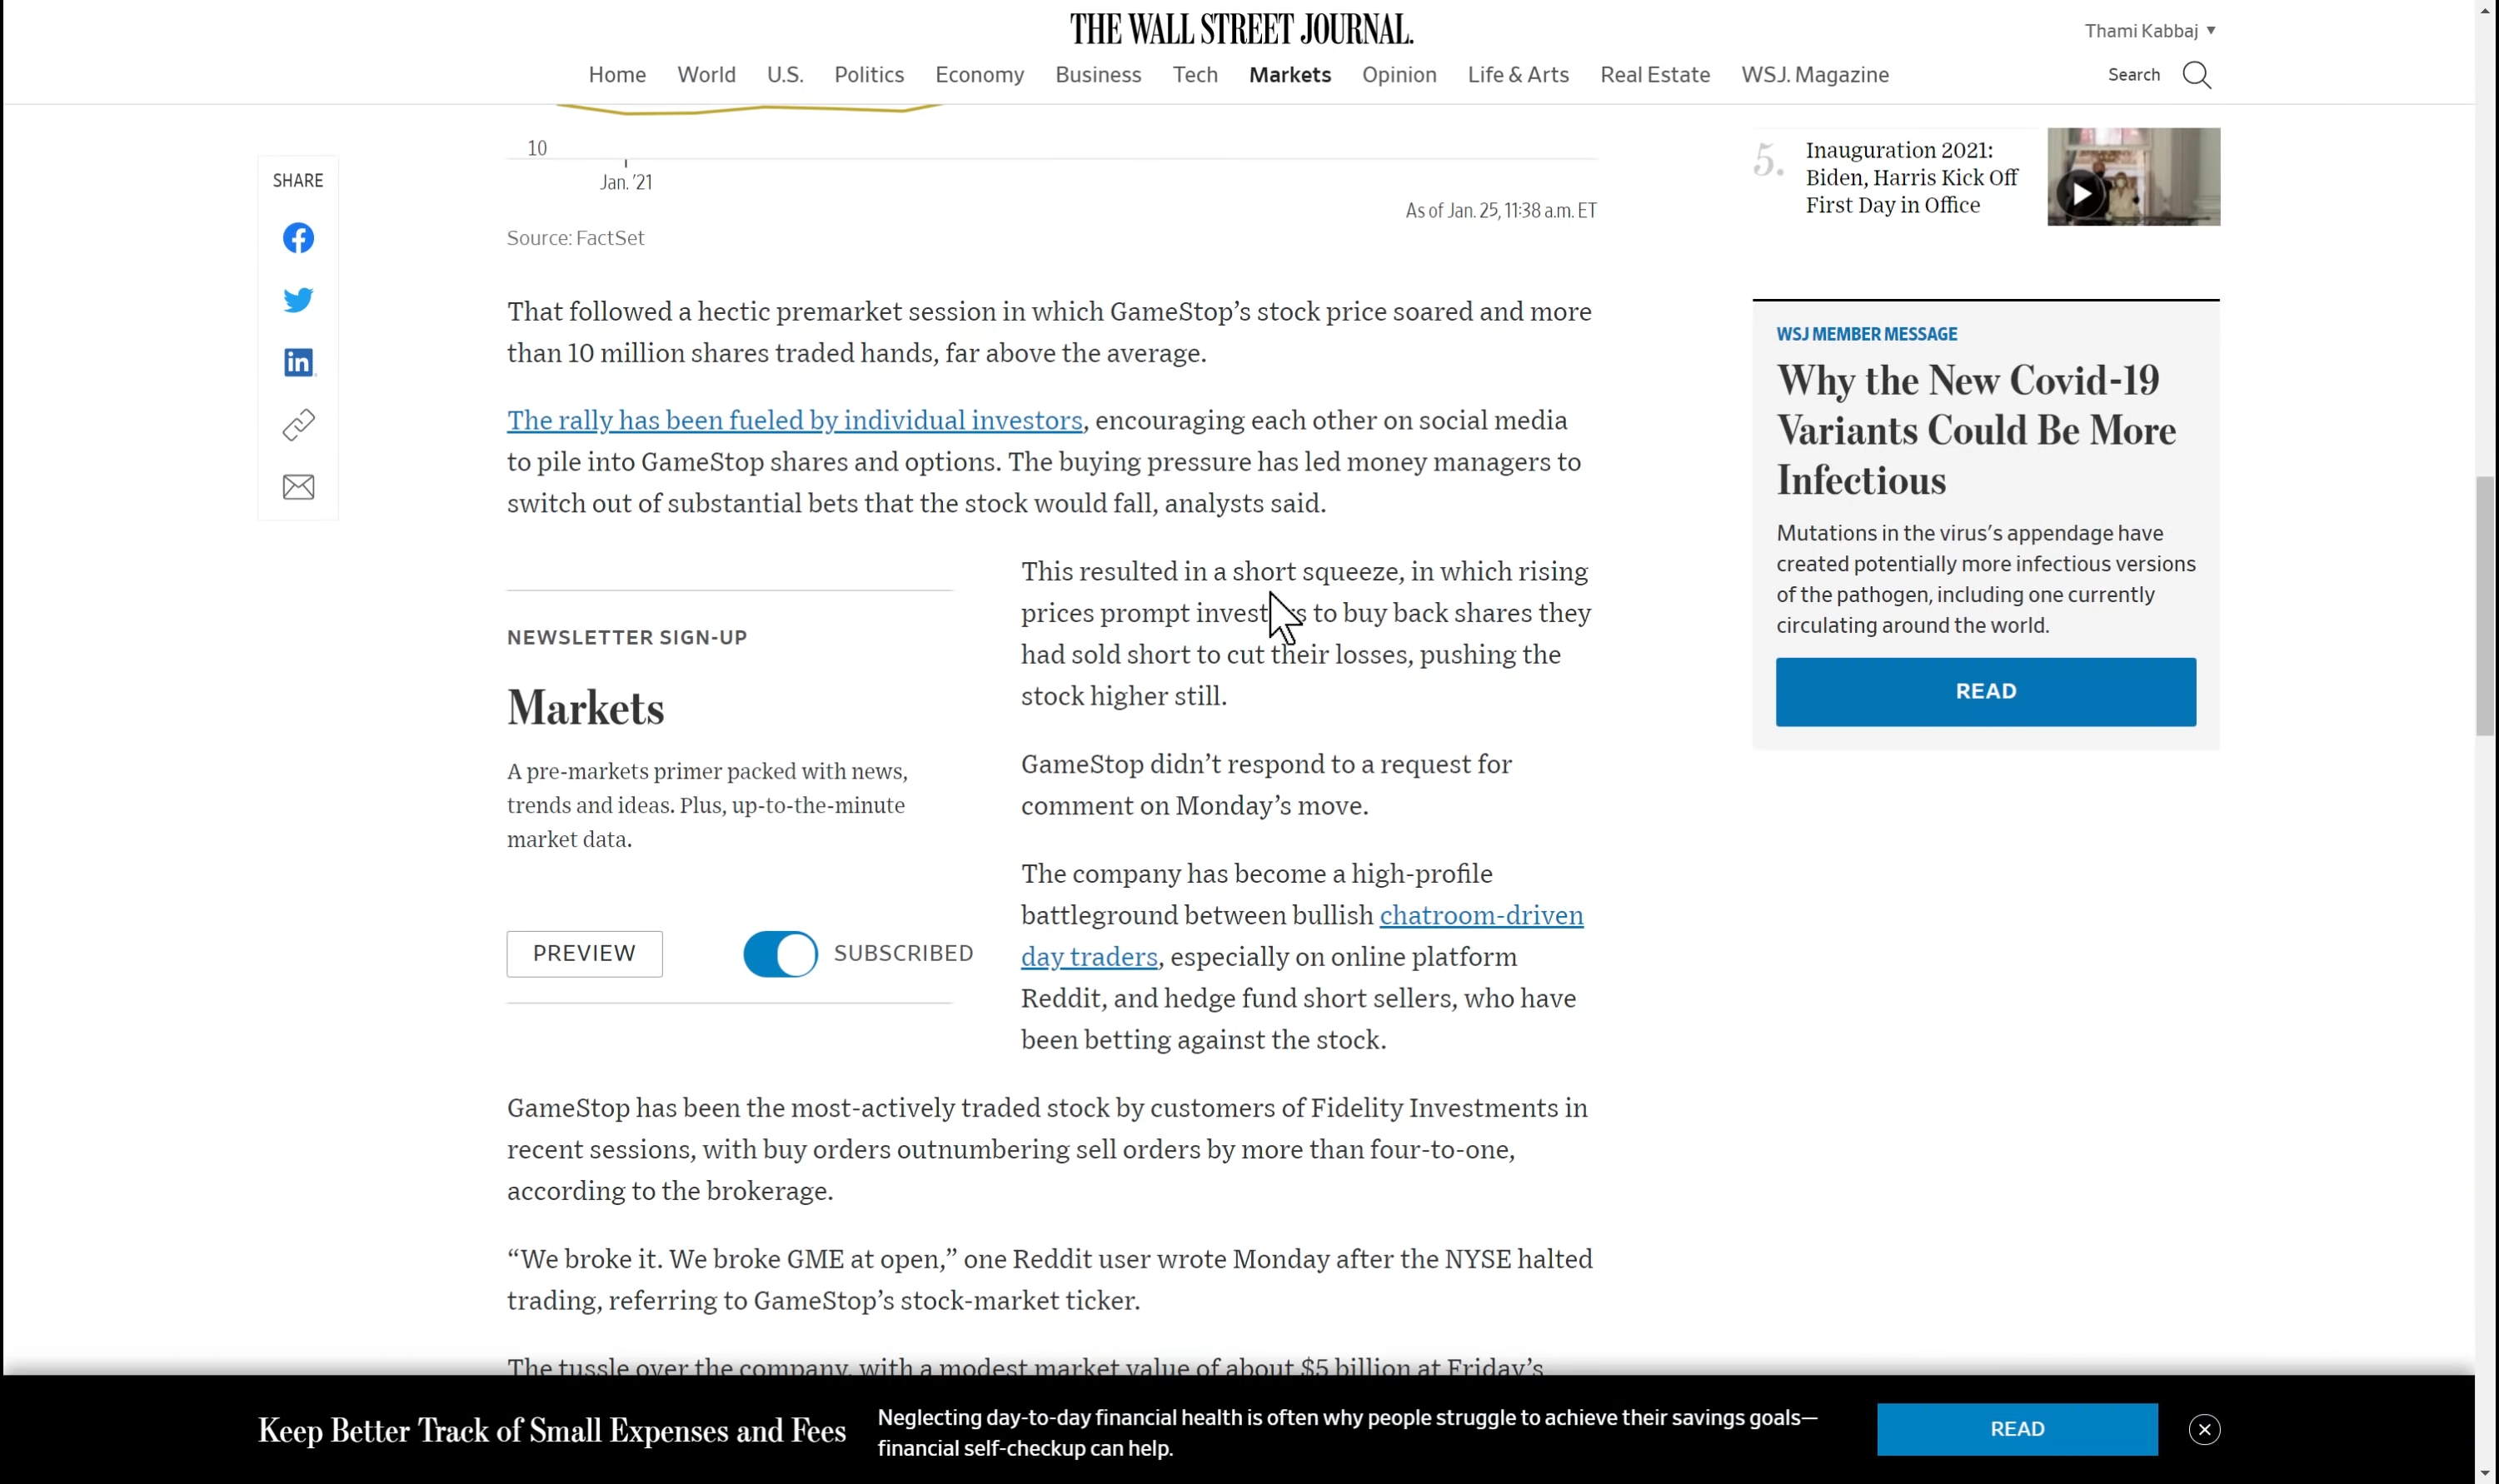 THE WALL STREET JOURNAL.
Thami Kabbaj ▼
Home World U.S. Politics Economy Business Tech Markets Opinion Life & Arts Real Estate WSJ. Magazine
Search
10
Jan. '21
As of Jan. 25, 11:38 a.m. ET
Source: FactSet
SHARE
in
That followed a hectic premarket session in which GameStop’s stock price soared and more
than 10 million shares traded hands, far above the average.
The rally has been fueled by individual investors, encouraging each other on social media
to pile into GameStop shares and options. The buying pressure has led money managers to
switch out of substantial bets that the stock would fall, analysts said.
NEWSLETTER SIGN-UP
Markets
A pre-markets primer packed with news,
trends and ideas. Plus, up-to-the-minute
market data.
PREVIEW
SUBSCRIBED
This resulted in a short squeeze, in which rising
prices prompt investors to buy back shares they
had sold short to cut their losses, pushing the
stock higher still.
GameStop didn’t respond to a request for
comment on Monday’s move.
The company has become a high-profile
battleground between bullish chatroom-driven
day traders, especially on online platform
Reddit, and hedge fund short sellers, who have
been betting against the stock.
GameStop has been the most-actively traded stock by customers of Fidelity Investments in
recent sessions, with buy orders outnumbering sell orders by more than four-to-one,
according to the brokerage.
“We broke it. We broke GME at open,” one Reddit user wrote Monday after the NYSE halted
trading, referring to GameStop’s stock-market ticker.
The tussle over the company, with a modest market value of about $5 billion at Friday’s
5.
Inauguration 2021:
Biden, Harris Kick Off
First Day in Office
WSJ MEMBER MESSAGE
Why the New Covid-19
Variants Could Be More
Infectious
Mutations in the virus’s appendage have
created potentially more infectious versions
of the pathogen, including one currently
circulating around the world.
READ
Keep Better Track of Small Expenses and Fees
Neglecting day-to-day financial health is often why people struggle to achieve their savings goals—
financial self-checkup can help.
READ